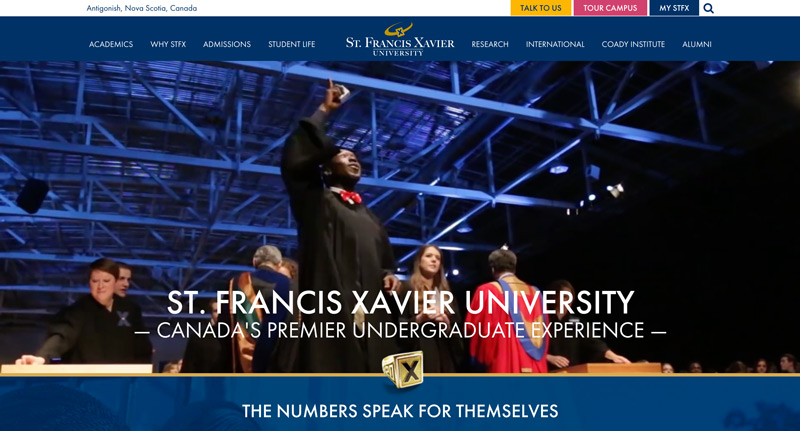 Antigonish, Nova Scotia, Canada
TALK TO US
TOUR CAMPUS
MY STFX
ACADEMICS
WHY STFX
ADMISSIONS
STUDENT LIFE
ST. FRANCIS XAVIER
UNIVERSITY
RESEARCH
INTERNATIONAL
COADY INSTITUTE
ALUMNI
ST. FRANCIS XAVIER UNIVERSITY
— CANADA'S PREMIER UNDERGRADUATE EXPERIENCE —
X
THE NUMBERS SPEAK FOR THEMSELVES